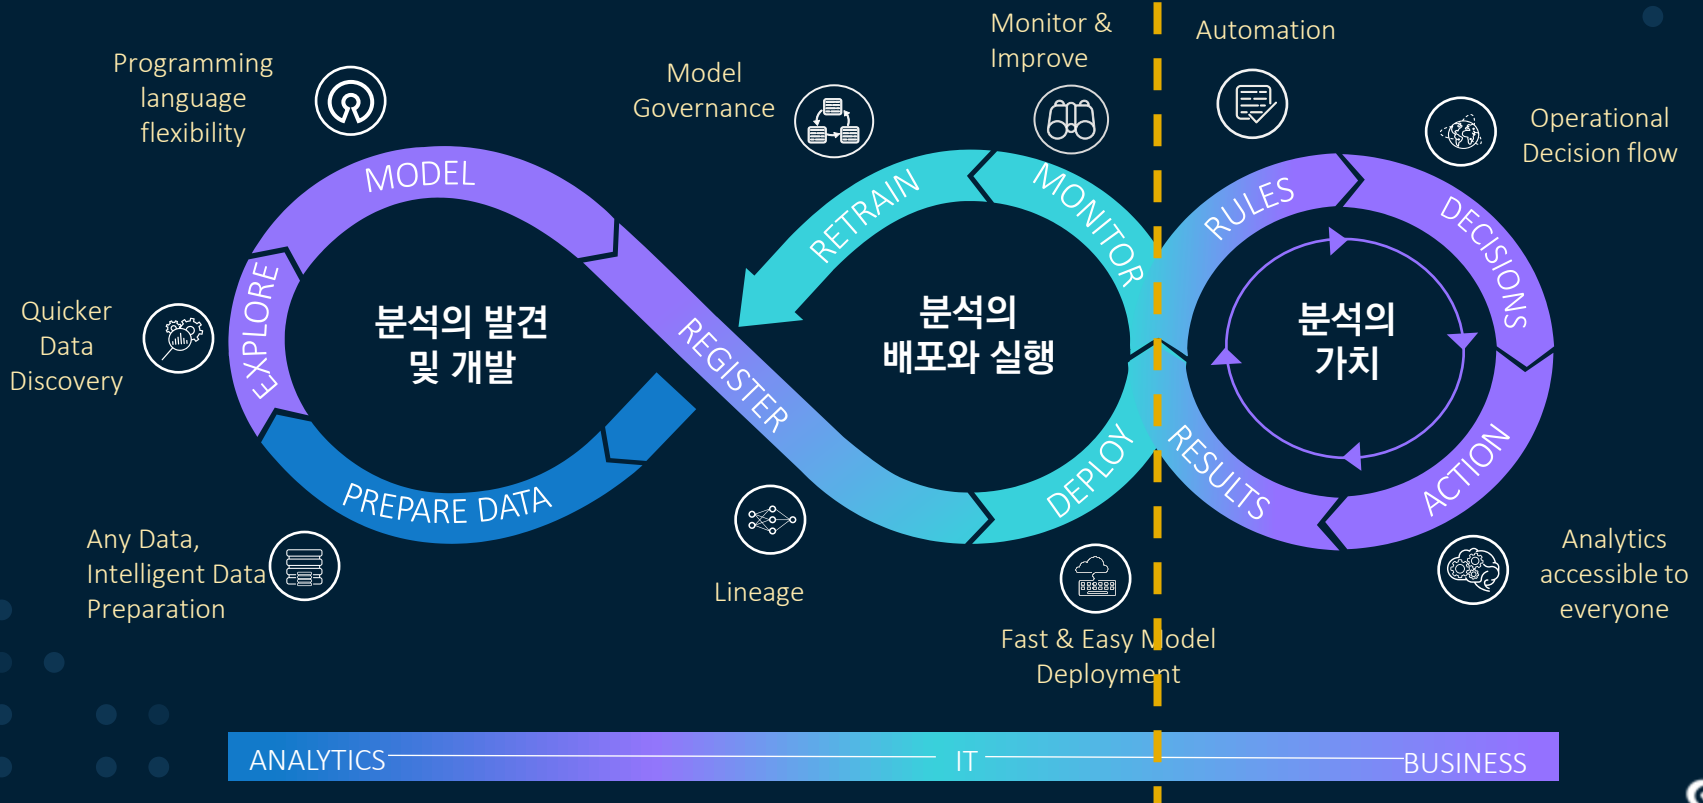 Programming
language
flexibility
Model
Governance
Monitor &
Improve
Automation
Operational
Decision flow
MODEL
RETRAIN
MONITOR
RULES
DECISIONS
EXPLORE
Quicker
Data
Discovery
분석의 발견
및 개발
REGISTER
분석의
배포와 실행
분석의
가치
PREPARE DATA
DEPLOY
RESULTS
ACTION
Any Data,
Intelligent Data
Preparation
Lineage
Fast & Easy Model
Deployment
Analytics
accessible to
everyone
ANALYTICS
IT
BUSINESS